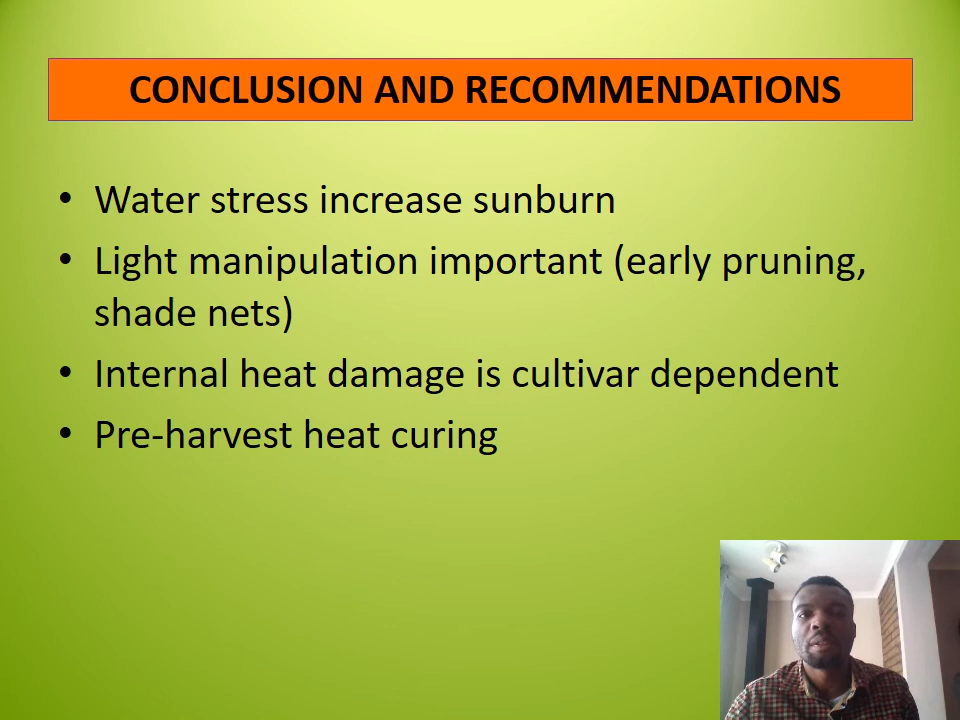 CONCLUSION AND RECOMMENDATIONS
• Water stress increase sunburn
• Light manipulation important (early pruning,
shade nets)
• Internal heat damage is cultivar dependent
• Pre-harvest heat curing